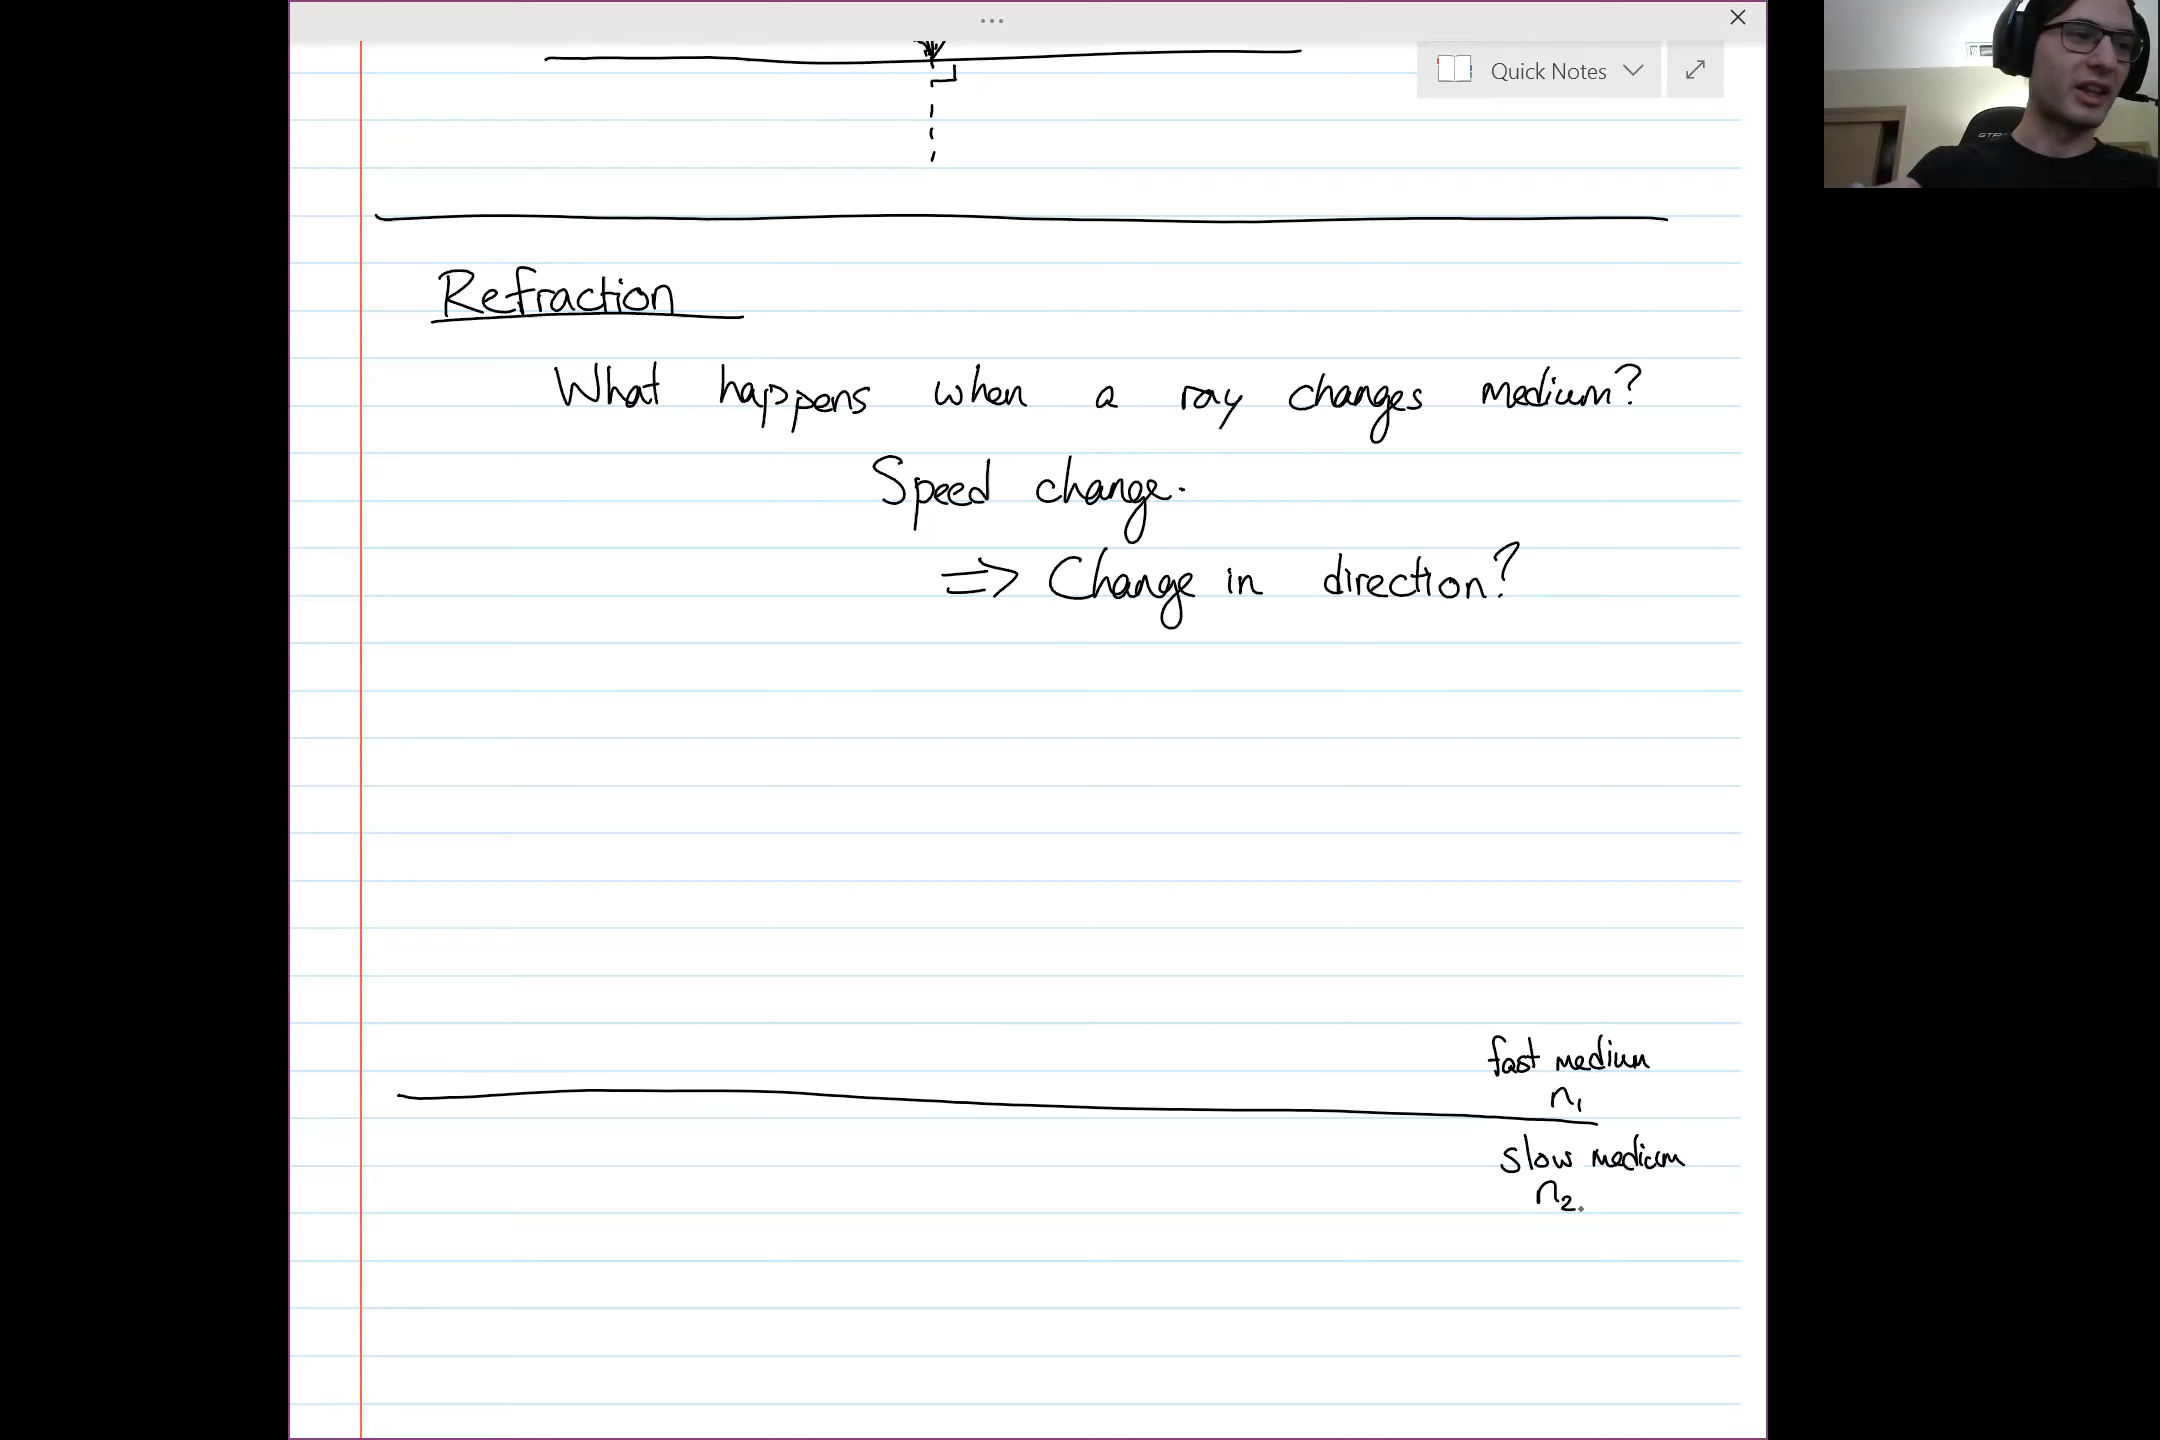 Quick Notes
Refraction
What happens when a ray changes medium?
Speed change.
=> Change in direction?
fast medium
n₁
slow medium
n₂